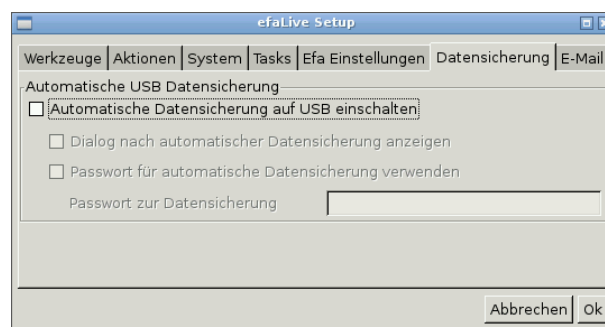 efaLive Setup
Werkzeuge Aktionen System Tasks Efa Einstellungen Datensicherung E-Mail
Automatische USB Datensicherung
Automatische Datensicherung auf USB einschalten
Dialog nach automatischer Datensicherung anzeigen
Passwort für automatische Datensicherung verwenden
Passwort zur Datensicherung
Abbrechen Ok